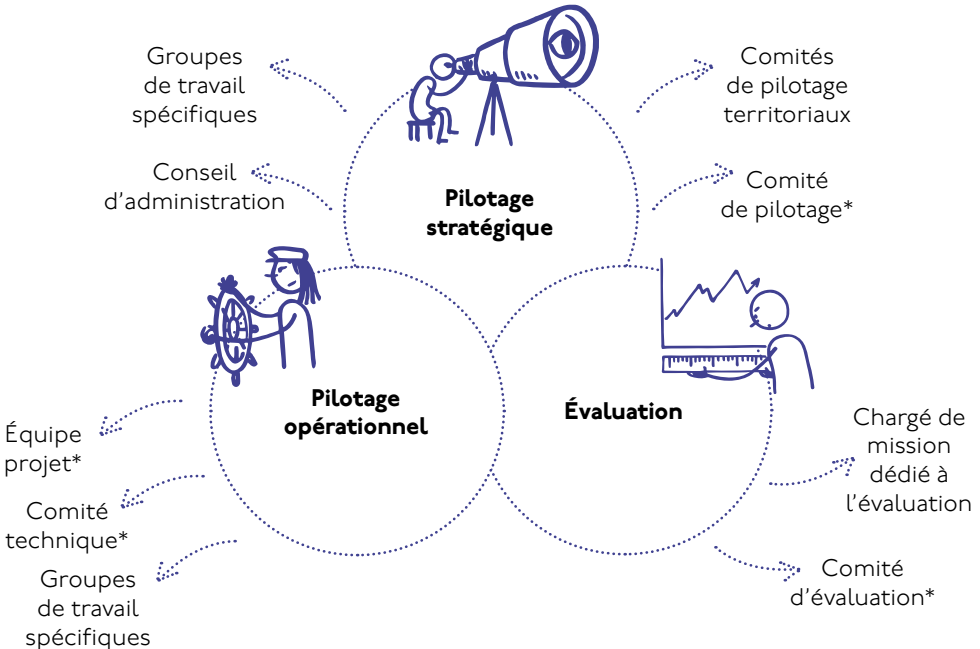 Groupes
de travail
spécifiques
Conseil
d'administration
Comités
de pilotage
territoriaux
Comité
de pilotage*
Pilotage
stratégique
Pilotage
opérationnel
Évaluation
Équipe
projet*
Comité
technique*
Groupes
de travail
spécifiques
Chargé de
mission
dédié à
l'évaluation
Comité
d'évaluation*